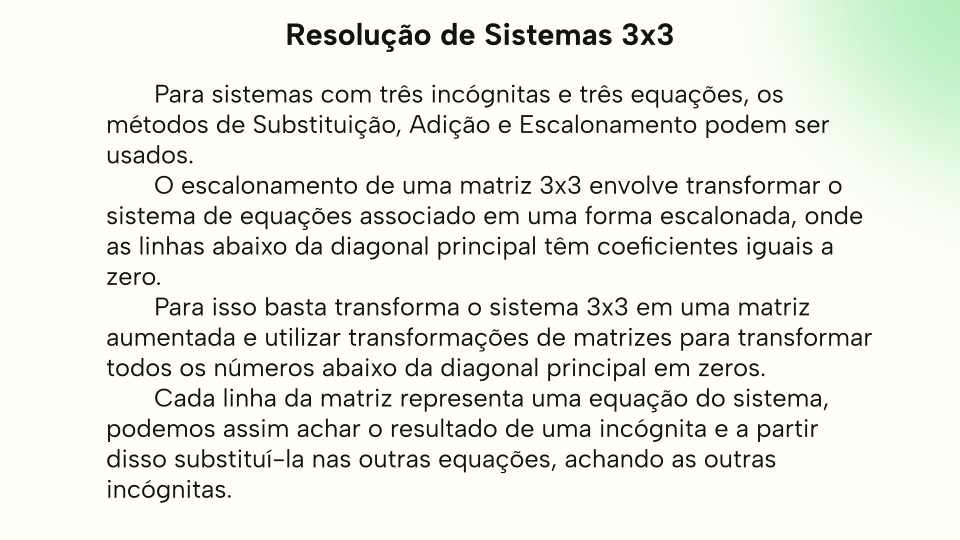 Resolução de Sistemas 3x3
Para sistemas com três incógnitas e três equações, os
métodos de Substituição, Adição e Escalonamento podem ser
usados.
O escalonamento de uma matriz 3x3 envolve transformar o
sistema de equações associado em uma forma escalonada, onde
as linhas abaixo da diagonal principal têm coeficientes iguais a
zero.
Para isso basta transforma o sistema 3x3 em uma matriz
aumentada e utilizar transformações de matrizes para transformar
todos os números abaixo da diagonal principal em zeros.
Cada linha da matriz representa uma equação do sistema,
podemos assim achar o resultado de uma incógnita e a partir
disso substituí-la nas outras equações, achando as outras
incógnitas.